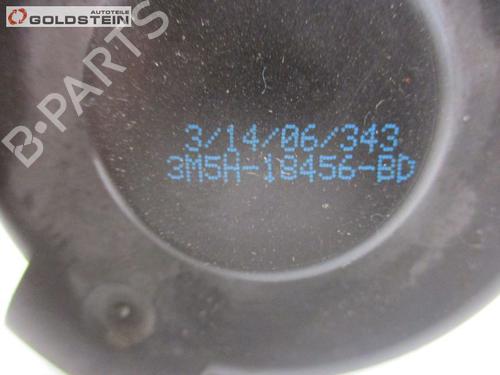 AUTOTEILE
GOLDSTEIN
B-PARTS
3/14/06/343
3M5H-18456-BD